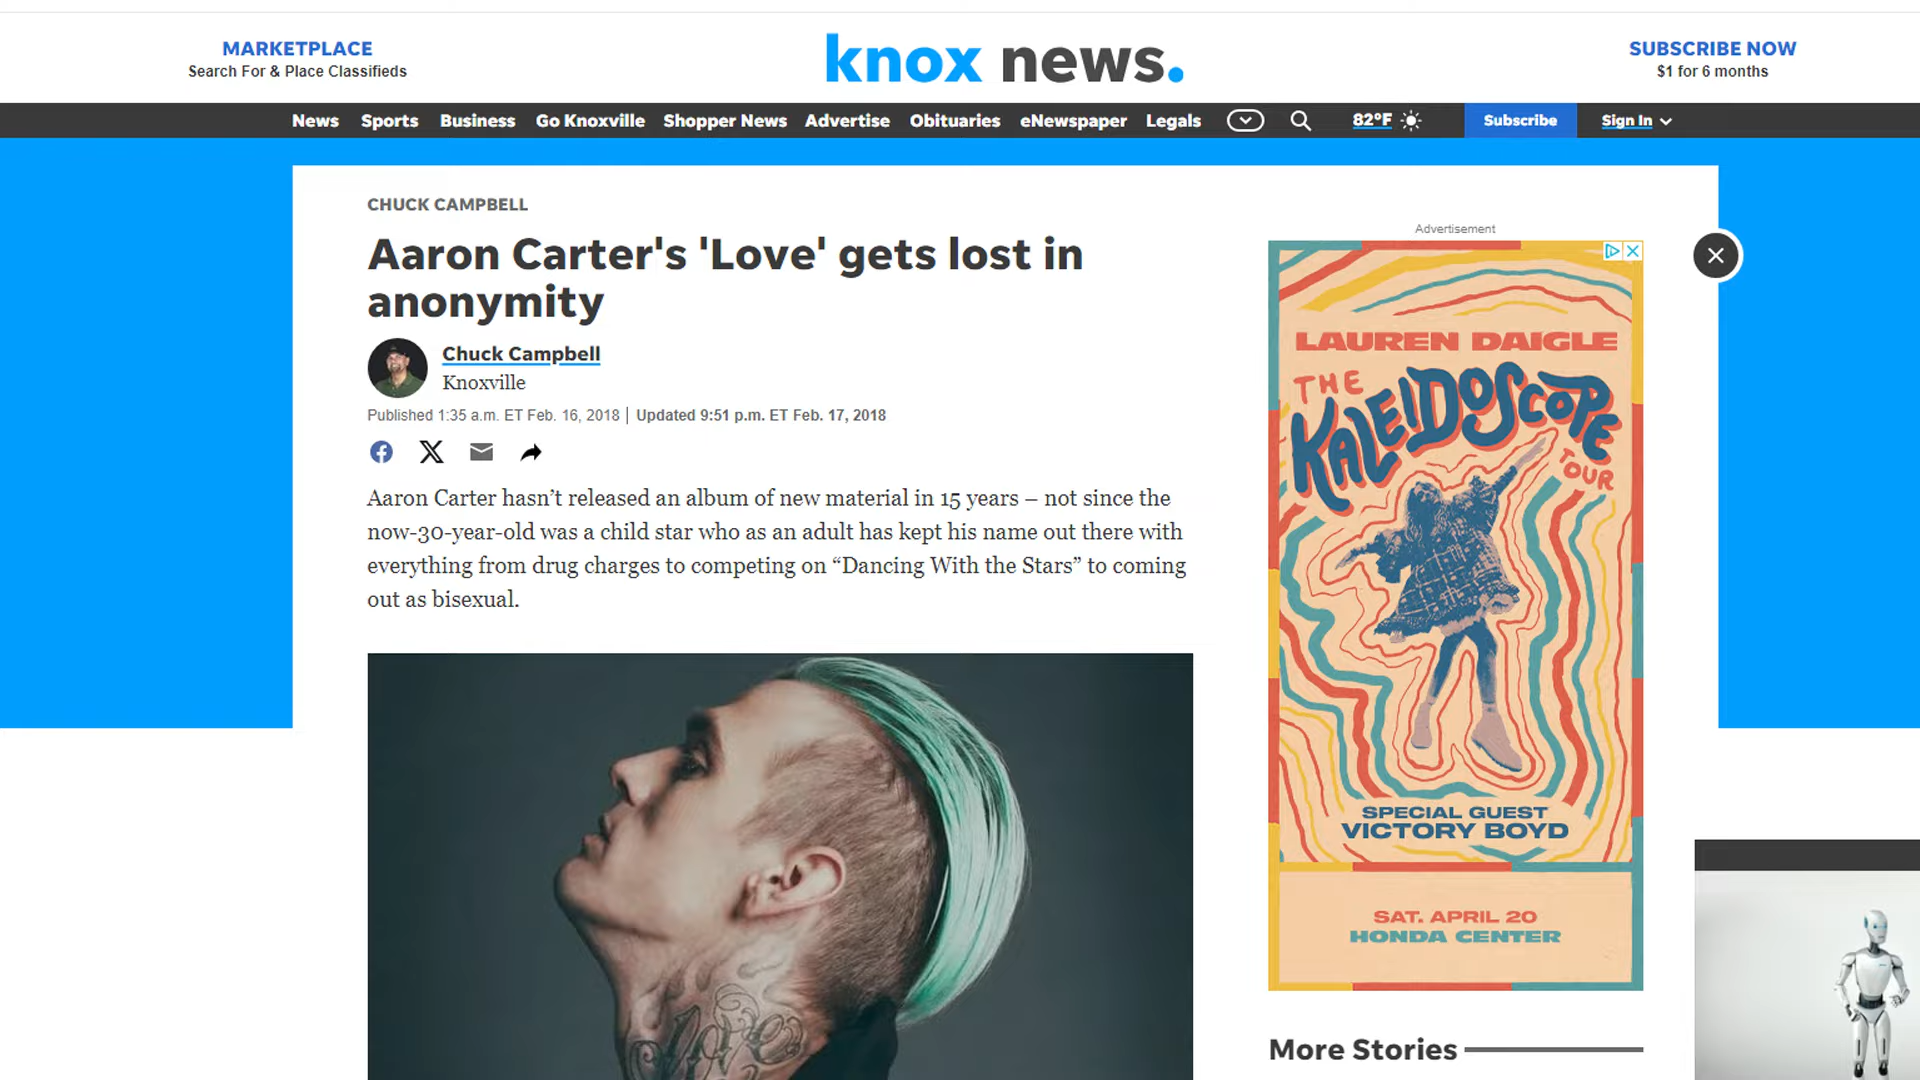 MARKETPLACE
Search For & Place Classifieds
knox news.
SUBSCRIBE NOW
$1 for 6 months
News Sports Business Go Knoxville Shopper News Advertise Obituaries eNewspaper Legals 82°F Subscribe Sign In
CHUCK CAMPBELL
Aaron Carter's 'Love' gets lost in
anonymity
Chuck Campbell
Knoxville
Published 1:35 a.m. ET Feb. 16, 2018 | Updated 9:51 p.m. ET Feb. 17, 2018
Aaron Carter hasn’t released an album of new material in 15 years – not since the
now-30-year-old was a child star who as an adult has kept his name out there with
everything from drug charges to competing on “Dancing With the Stars” to coming
out as bisexual.
Advertisement
LAUREN DAIGLE
THE
KALEIDOSCOPE
TOUR
SPECIAL GUEST
VICTORY BOYD
SAT. APRIL 20
HONDA CENTER
More Stories